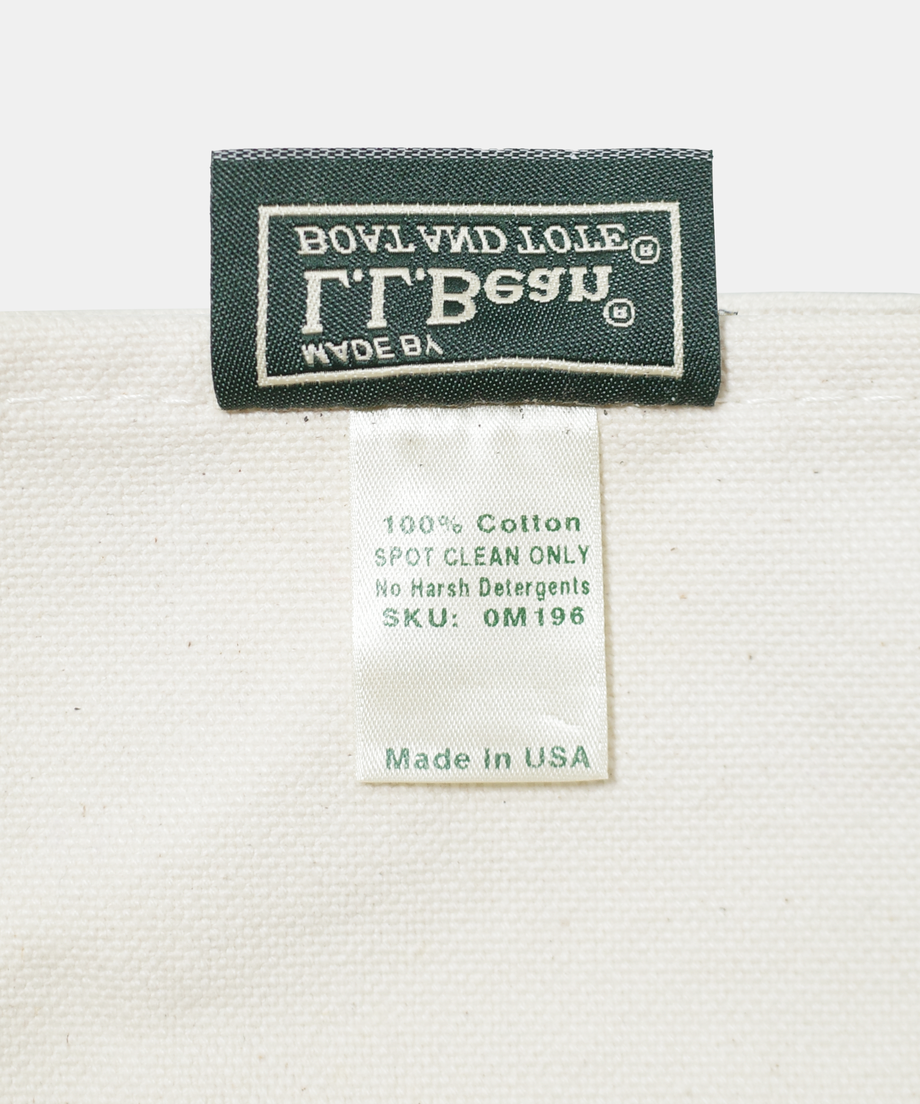 BOAT AND TOTE®
L.L.Bean®
MADE BY
100% Cotton
SPOT CLEAN ONLY
No Harsh Detergents
SKU: 0M196
Made In USA